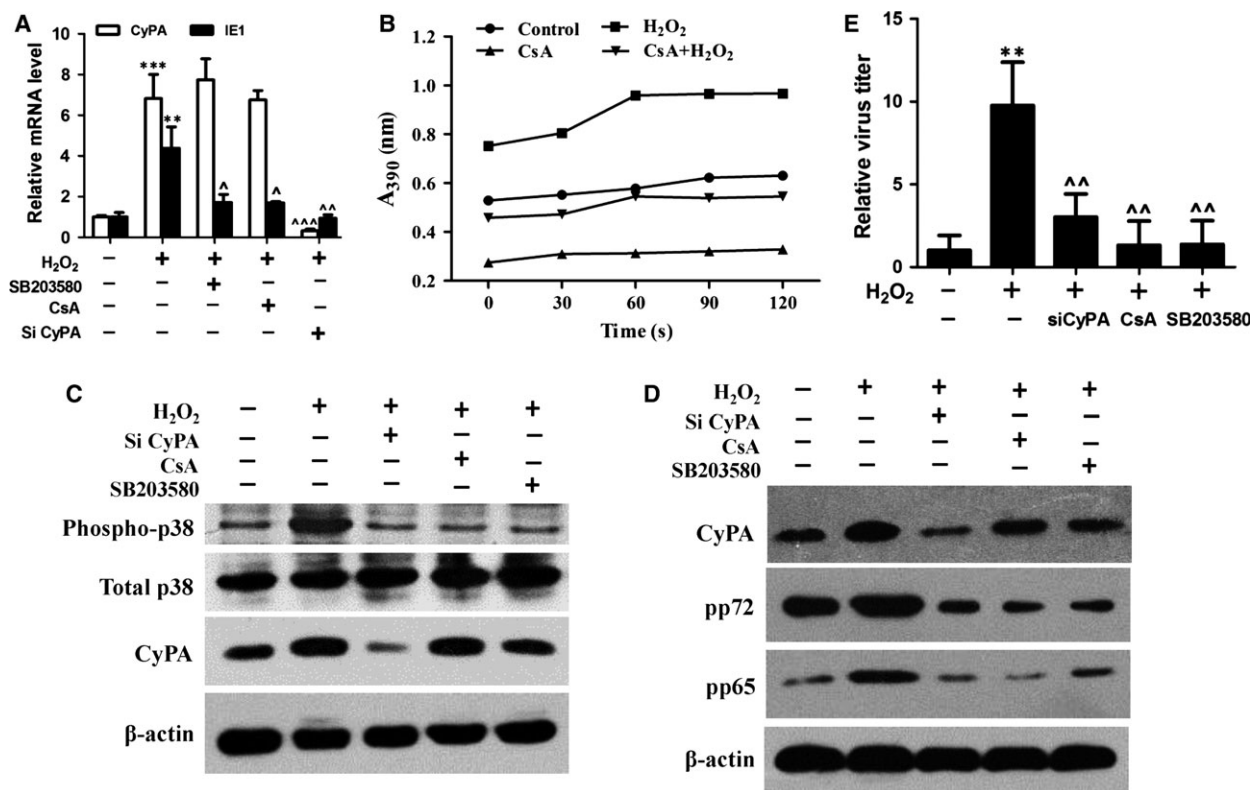 A
CyPA IE1
Relative mRNA level
10
8
6
4
2
0
***
**
^
^
^^^
^^
H₂O₂ – + + + +
SB203580 – – + – –
CsA – – – + –
Si CyPA – – – – +
B
Control H₂O₂
CsA CsA+H₂O₂
A₃₉₀ (nm)
1.2
1.0
0.8
0.6
0.4
0.2
0 30 60 90 120
Time (s)
E
Relative virus titer
15
10
5
0
**
^^
^^
^^
H₂O₂ – + + + +
– – siCyPA CsA SB203580
C
H₂O₂ – + + + +
Si CyPA – – + – –
CsA – – – + –
SB203580 – – – – +
Phospho-p38
Total p38
CyPA
β-actin
D
H₂O₂ – + + + +
Si CyPA – – + – –
CsA – – – + –
SB203580 – – – – +
CyPA
pp72
pp65
β-actin